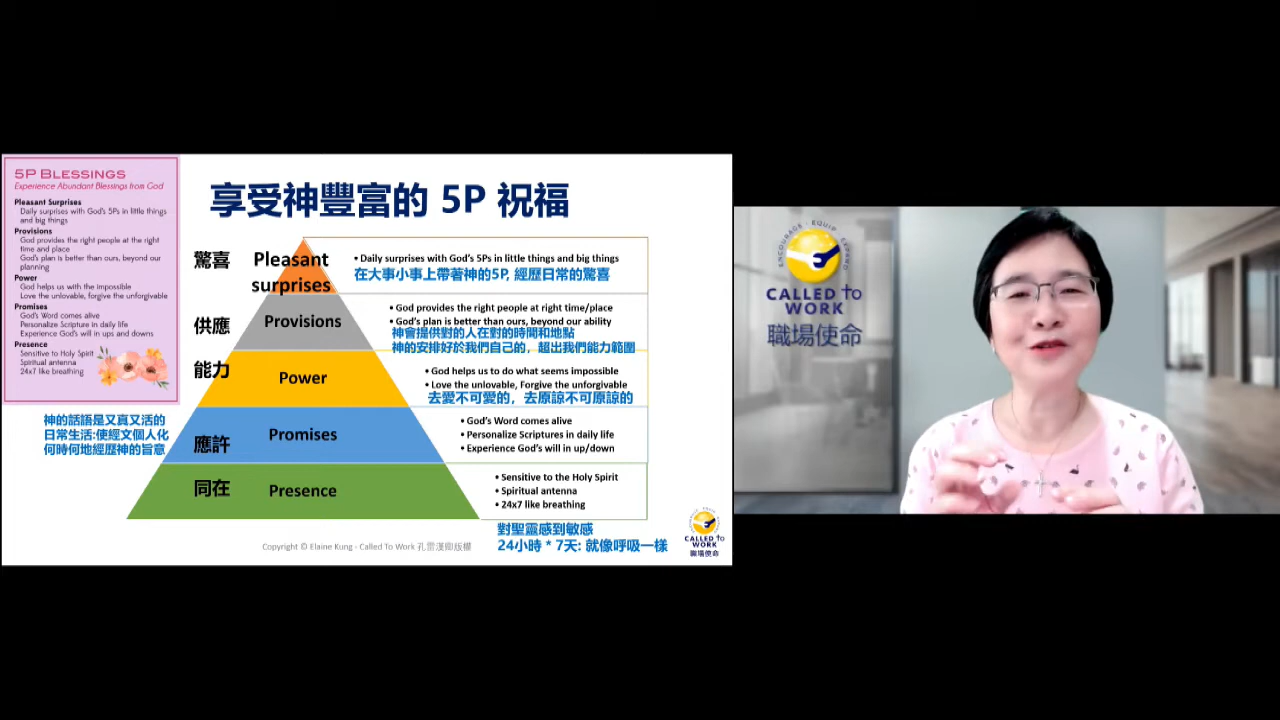 5P BLESSINGS
Experience Abundant Blessings from God
Pleasant Surprises
Daily surprises with God's 5Ps in little things
and big things
Provisions
God provides the right people at the right
time and place
God's plan is better than ours, beyond our
planning
Power
God helps us with the impossible
Love the unlovable, forgive the unforgivable
Promises
God's Word comes alive
Personalize Scripture in daily life
Experience God's will in ups and downs
Presence
Sensitive to Holy Spirit
Spiritual antenna
24x7 like breathing
神的話語是又真又活的
日常生活:使經文個人化
何時何地經歷神的旨意
享受神豐富的 5P 祝福
驚喜
Pleasant
surprises
• Daily surprises with God's 5Ps in little things and big things
在大事小事上帶著神的5P, 經歷日常的驚喜
供應
Provisions
• God provides the right people at right time/place
• God's plan is better than ours, beyond our ability
神會提供對的人在對的時間和地點
神的安排好於我們自己的，超出我們能力範圍
能力
Power
• God helps us to do what seems impossible
• Love the unlovable, Forgive the unforgivable
去愛不可愛的，去原諒不可原諒的
應許
Promises
• God's Word comes alive
• Personalize Scriptures in daily life
• Experience God's will in up/down
同在
Presence
• Sensitive to the Holy Spirit
• Spiritual antenna
• 24x7 like breathing
對聖靈感到敏感
24小時 * 7天: 就像呼吸一樣
Copyright © Elaine Kung - Called To Work 孔雷漢卿版權
CALLED TO
WORK
職場使命
ENCOURAGE · EQUIP · EXPAND
CALLED TO
WORK
職場使命